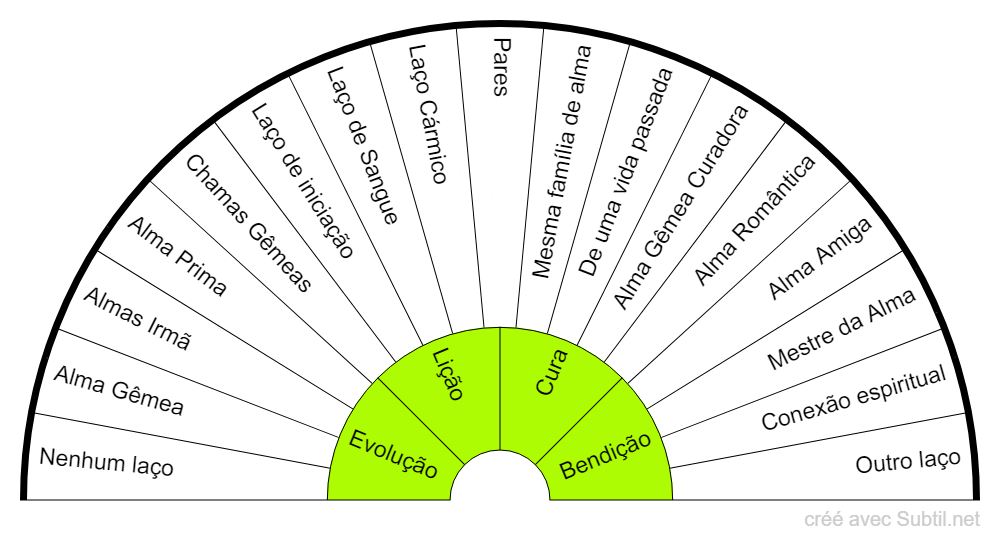 Nenhum laço
Alma Gêmea
Almas Irmã
Alma Prima
Chamas Gêmeas
Laço de iniciação
Laço de Sangue
Laço Cármico
Pares
Mesma família de alma
De uma vida passada
Alma Gêmea Curadora
Alma Romântica
Alma Amiga
Mestre da Alma
Conexão espiritual
Outro laço
Evolução
Lição
Cura
Bendição
créé avec Subtil.net